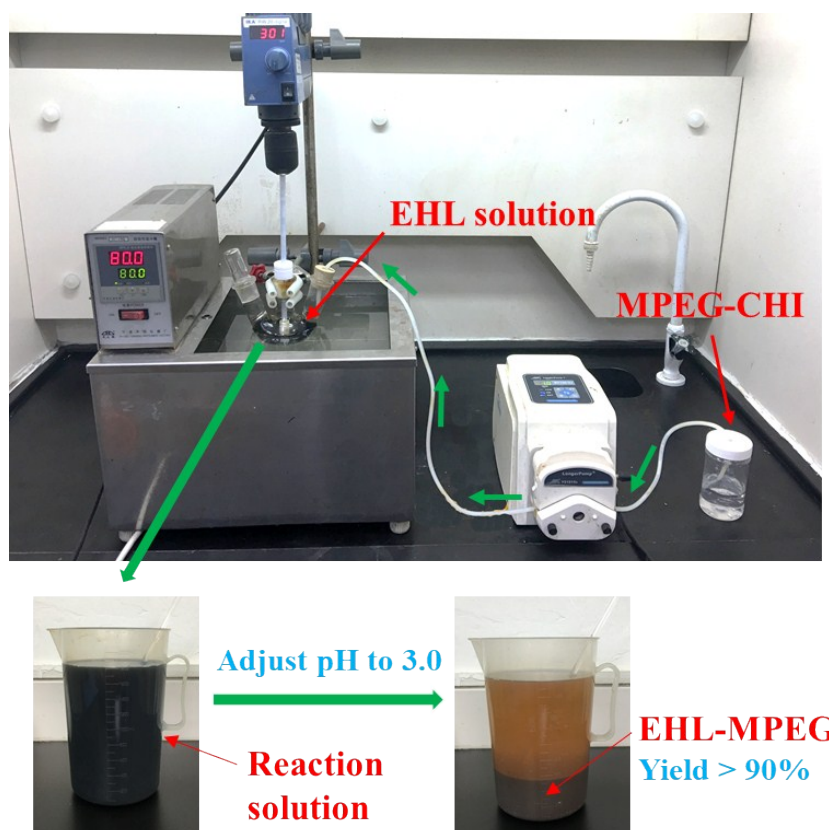 301
EHL solution
80.0
80.0
MPEG-CHI
Adjust pH to 3.0
Reaction
solution
EHL-MPEG
Yield > 90%